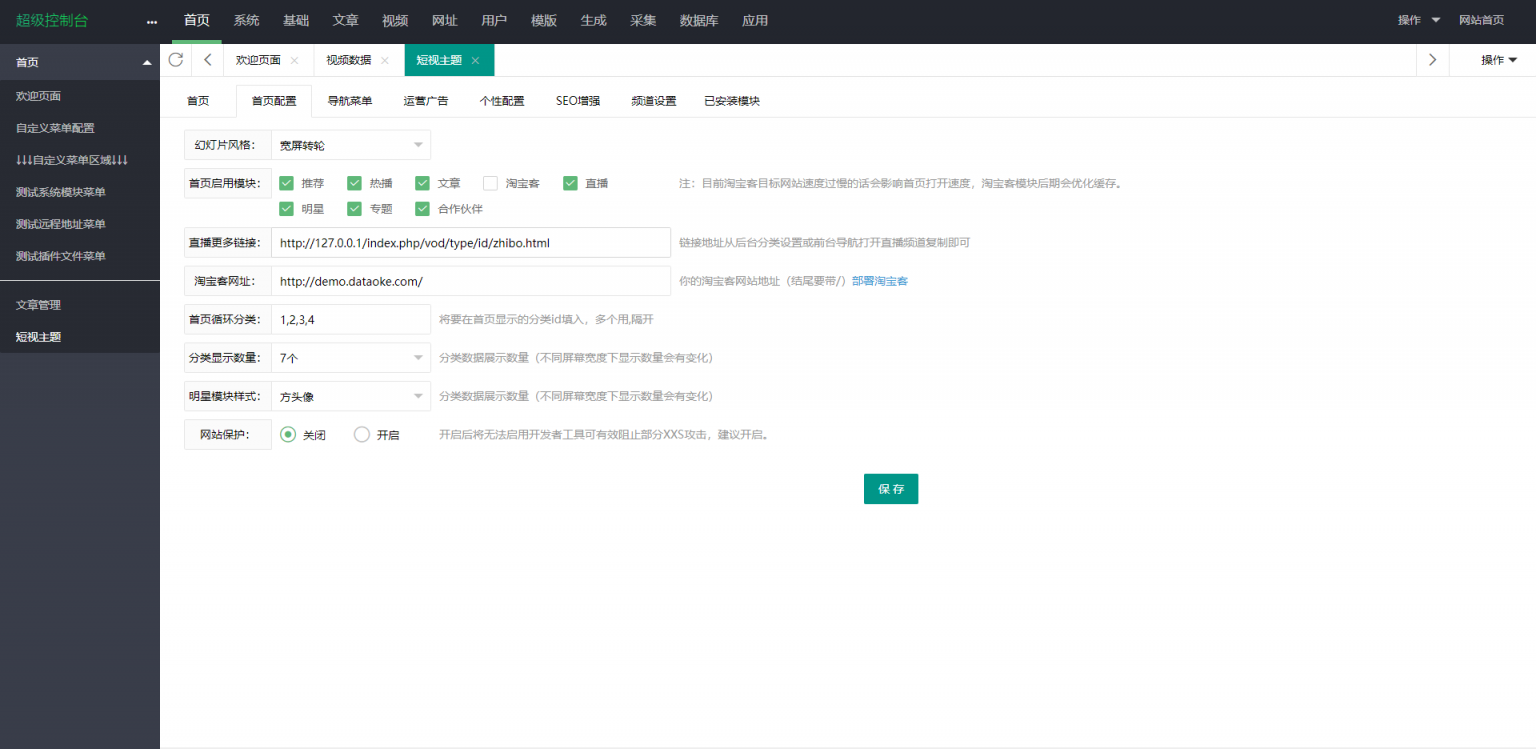 超级控制台 ... 首页 系统 基础 文章 视频 网址 用户 模版 生成 采集 数据库 应用 操作 网站首页
首页
欢迎页面
自定义菜单配置
↓↓↓自定义菜单区域↓↓↓
测试系统模块菜单
测试远程地址菜单
测试插件文件菜单
文章管理
短视主题
欢迎页面 视频数据 短视主题 操作
首页 首页配置 导航菜单 运营广告 个性配置 SEO增强 频道设置 已安装模块
幻灯片风格: 宽屏转轮
首页启用模块: 推荐 热播 文章 淘宝客 直播 注：目前淘宝客目标网站速度过慢的话会影响首页打开速度，淘宝客模块后期会优化缓存。
明星 专题 合作伙伴
直播更多链接: http://127.0.0.1/index.php/vod/type/id/zhibo.html 链接地址从后台分类设置或前台导航打开直播频道复制即可
淘宝客网址: http://demo.dataoke.com/ 你的淘宝客网站地址（结尾要带/）部署淘宝客
首页循环分类: 1,2,3,4 将要在首页显示的分类id填入，多个用,隔开
分类显示数量: 7个 分类数据展示数量（不同屏幕宽度下显示数量会有变化）
明星模块样式: 方头像 分类数据展示数量（不同屏幕宽度下显示数量会有变化）
网站保护: 关闭 开启 开启后将无法启用开发者工具可有效阻止部分XXS攻击，建议开启。
保 存